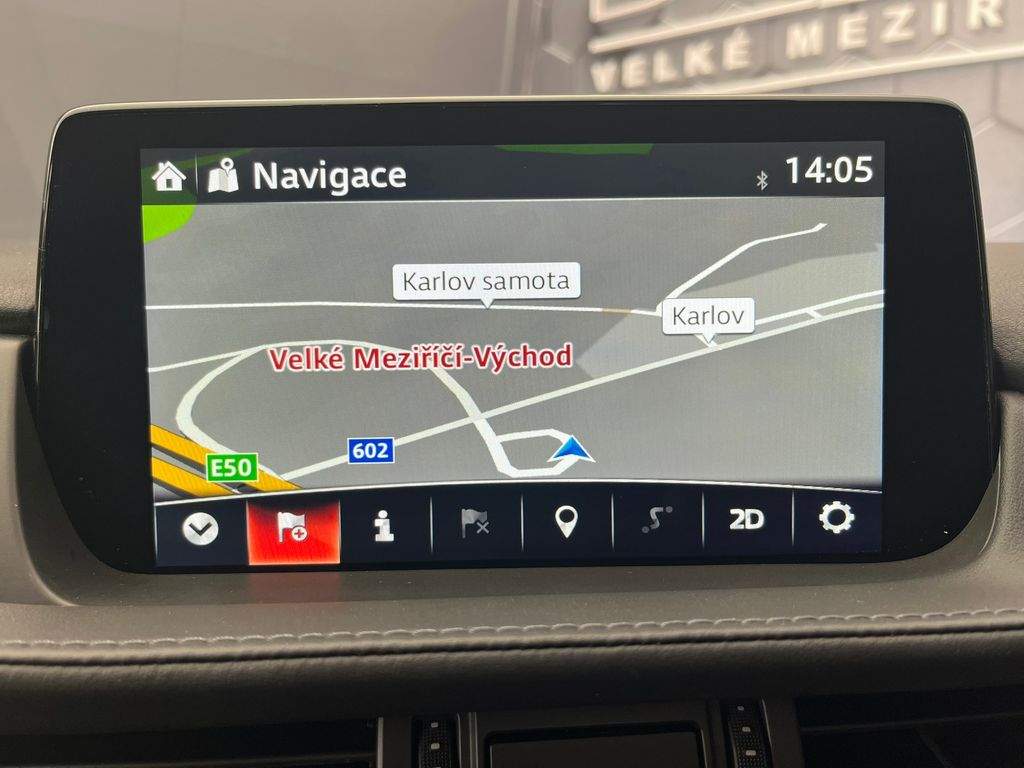 VELKÉ MEZIŘ
Navigace
14:05
Karlov samota
Karlov
Velké Meziříčí-Východ
602
E50
2D